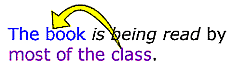 The book is being read by
most of the class.